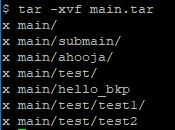 $ tar -xvf main.tar
x main/
x main/submain/
x main/ahooja/
x main/test/
x main/hello_bkp
x main/test/test1/
x main/test/test2